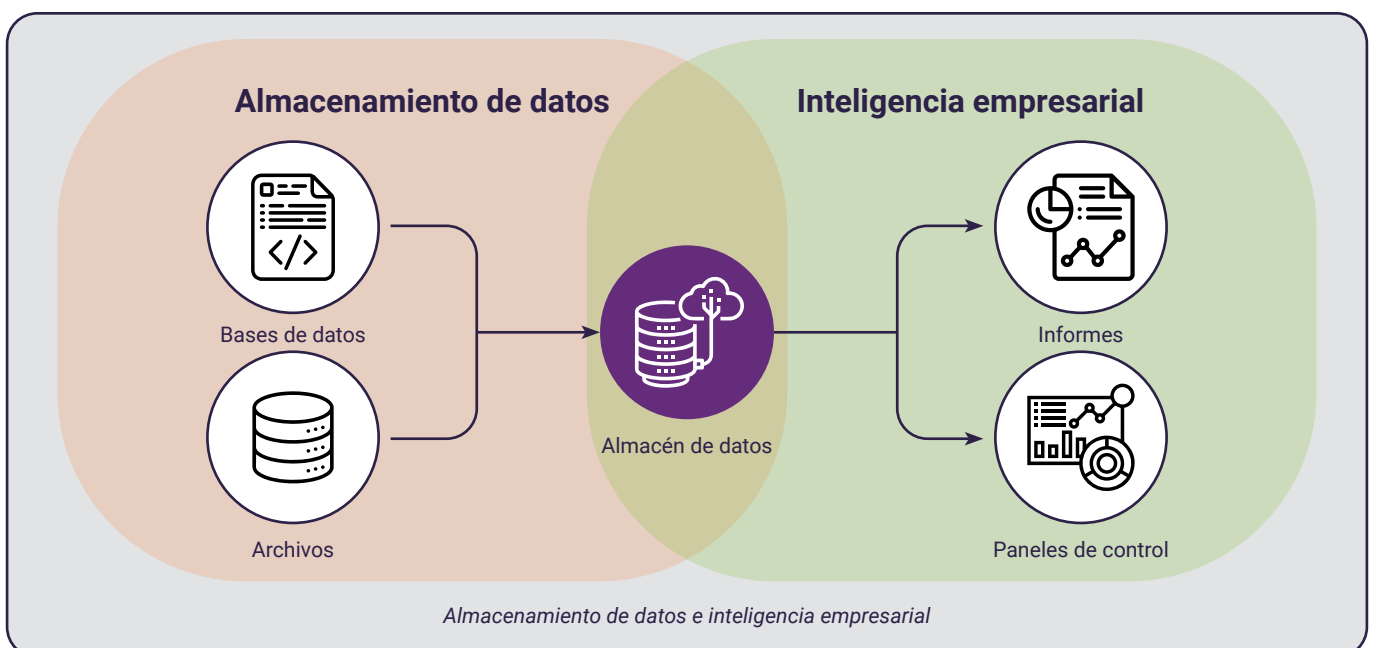 Almacenamiento de datos
Inteligencia empresarial
Bases de datos
Informes
Almacén de datos
Archivos
Paneles de control
Almacenamiento de datos e inteligencia empresarial